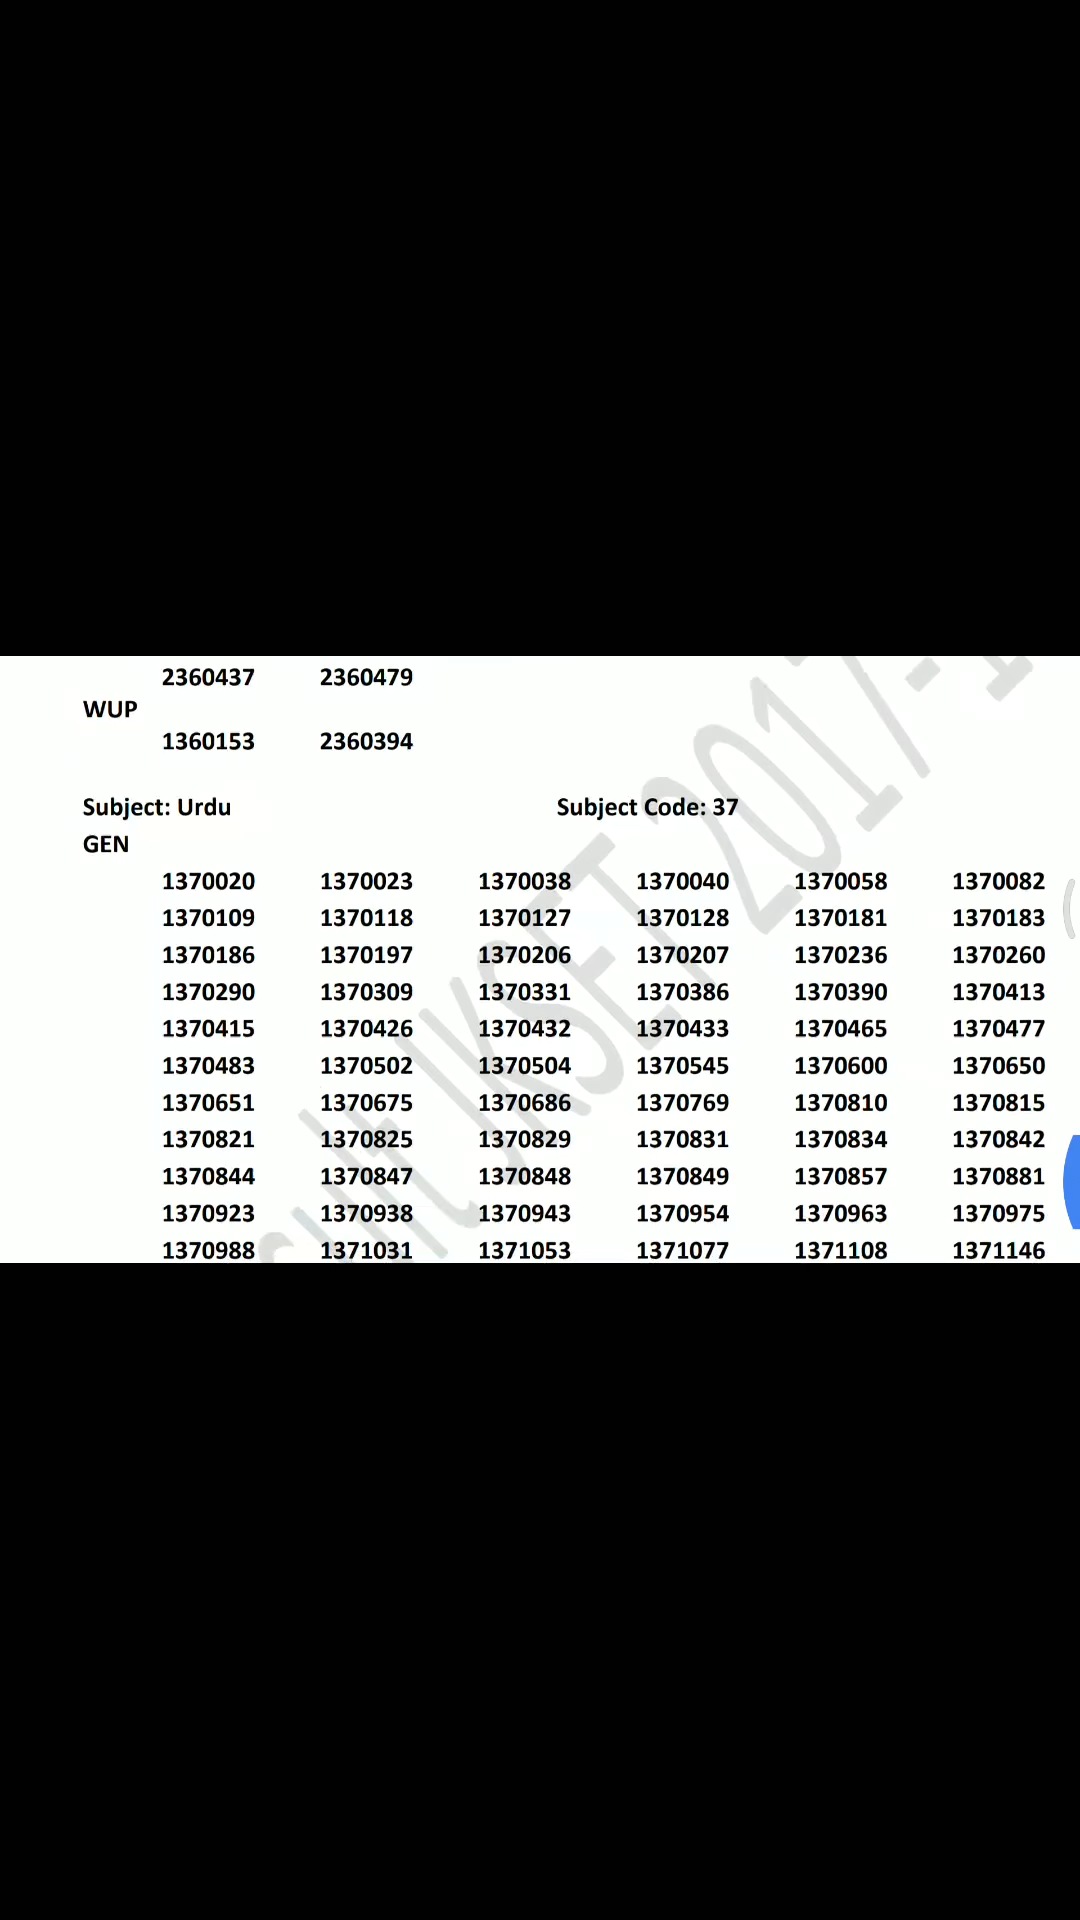 2360437 2360479
WUP
1360153 2360394
Subject: Urdu Subject Code: 37
GEN
1370020 1370023 1370038 1370040 1370058 1370082
1370109 1370118 1370127 1370128 1370181 1370183
1370186 1370197 1370206 1370207 1370236 1370260
1370290 1370309 1370331 1370386 1370390 1370413
1370415 1370426 1370432 1370433 1370465 1370477
1370483 1370502 1370504 1370545 1370600 1370650
1370651 1370675 1370686 1370769 1370810 1370815
1370821 1370825 1370829 1370831 1370834 1370842
1370844 1370847 1370848 1370849 1370857 1370881
1370923 1370938 1370943 1370954 1370963 1370975
1370988 1371031 1371053 1371077 1371108 1371146
JKSET 2017-